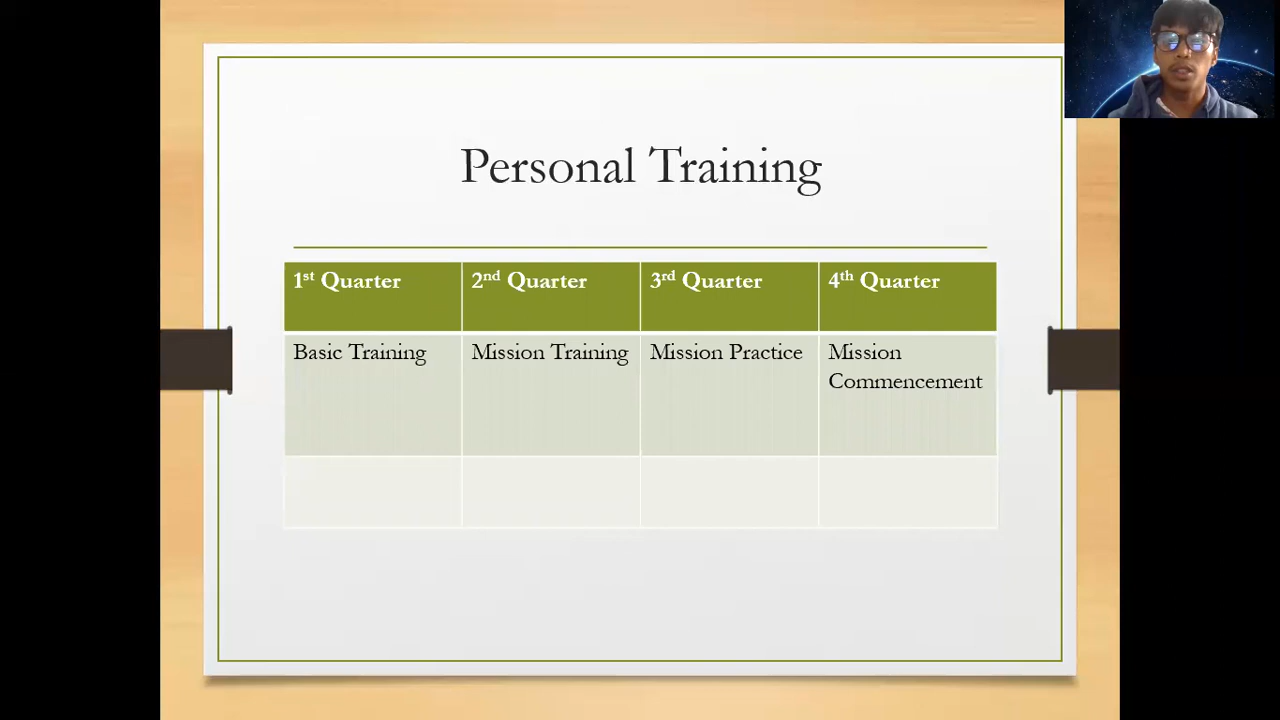 Personal Training
1st Quarter 2nd Quarter 3rd Quarter 4th Quarter
Basic Training Mission Training Mission Practice Mission
Commencement